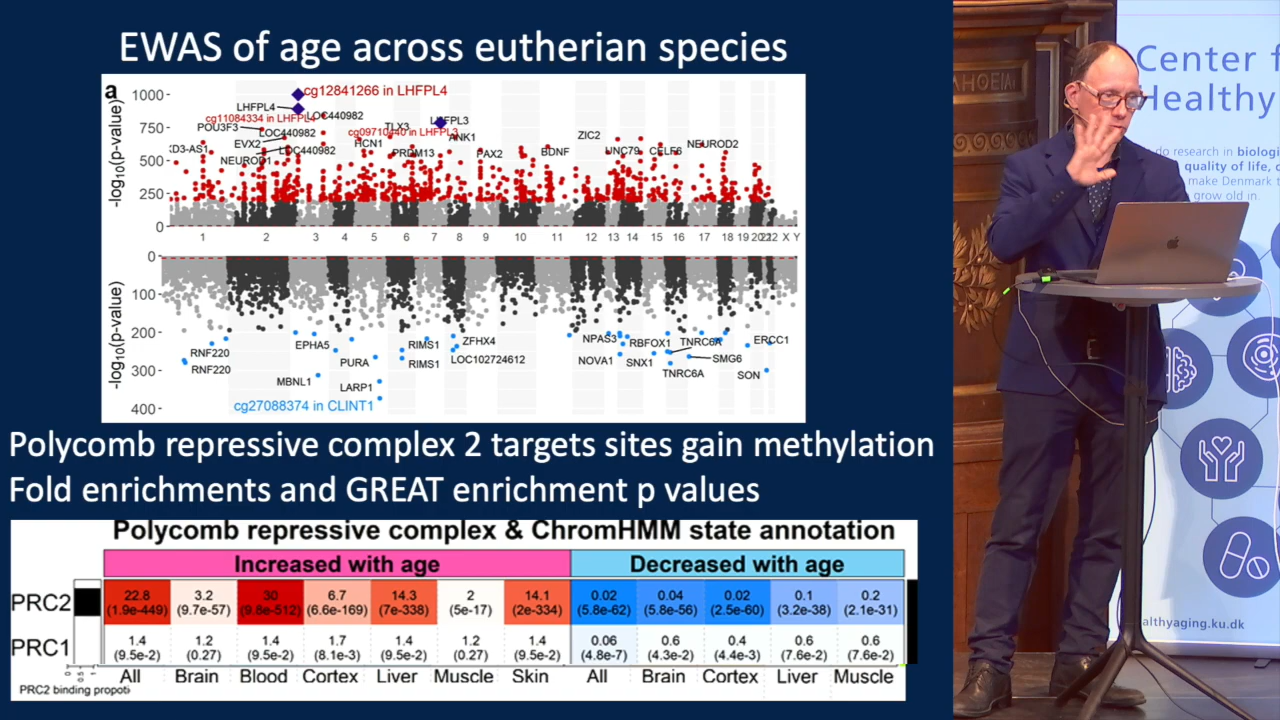 EWAS of age across eutherian species
a
-log10(p-value)
1000
750
500
250
0
cg12841266 in LHFPL4
LHFPL4
LOC440982
cg11084334 in LHFPL4
POU3F3
LOC440982
TLX3
LHFPL3
cg09710440 in LHFPL3
ANK1
ZIC2
EVX2
HCN1
NEUROD2
:D3-AS1
LOC440982
PRDM13
PAX2
BDNF
UNC79
CELF6
NEUROD1
1 2 3 4 5 6 7 8 9 10 11 12 13 14 15 16 17 18 19 20 21 22 X Y
-log10(p-value)
0
100
200
300
400
RNF220
RNF220
EPHA5
PURA
MBNL1
LARP1
cg27088374 in CLINT1
RIMS1
RIMS1
ZFHX4
LOC102724612
NPAS3
RBFOX1
TNRC6A
ERCC1
NOVA1
SNX1
SMG6
TNRC6A
SON
Polycomb repressive complex 2 targets sites gain methylation
Fold enrichments and GREAT enrichment p values
Polycomb repressive complex & ChromHMM state annotation
Increased with age Decreased with age
PRC2
22.8 3.2 30 6.7 14.3 2 14.1 0.02 0.04 0.02 0.1 0.2
(1.9e-449) (9.7e-57) (9.8e-512) (6.6e-169) (7e-338) (5e-17) (2e-334) (5.8e-62) (5.8e-56) (2.5e-60) (3.2e-38) (2.1e-31)
PRC1
1.4 1.2 1.4 1.7 1.4 1.2 1.4 0.06 0.6 0.4 0.6 0.6
(9.5e-2) (0.27) (9.5e-2) (8.1e-3) (9.5e-2) (0.27) (9.5e-2) (4.8e-7) (4.3e-2) (4.4e-3) (7.6e-2) (7.6e-2)
All Brain Blood Cortex Liver Muscle Skin All Brain Cortex Liver Muscle
PRC2 binding propoti
ΛΗΘΕΙΑ
Center f
Healthy
do research in biologi
quality of life,
make Denmark
grow old in.
althyaging.ku.dk